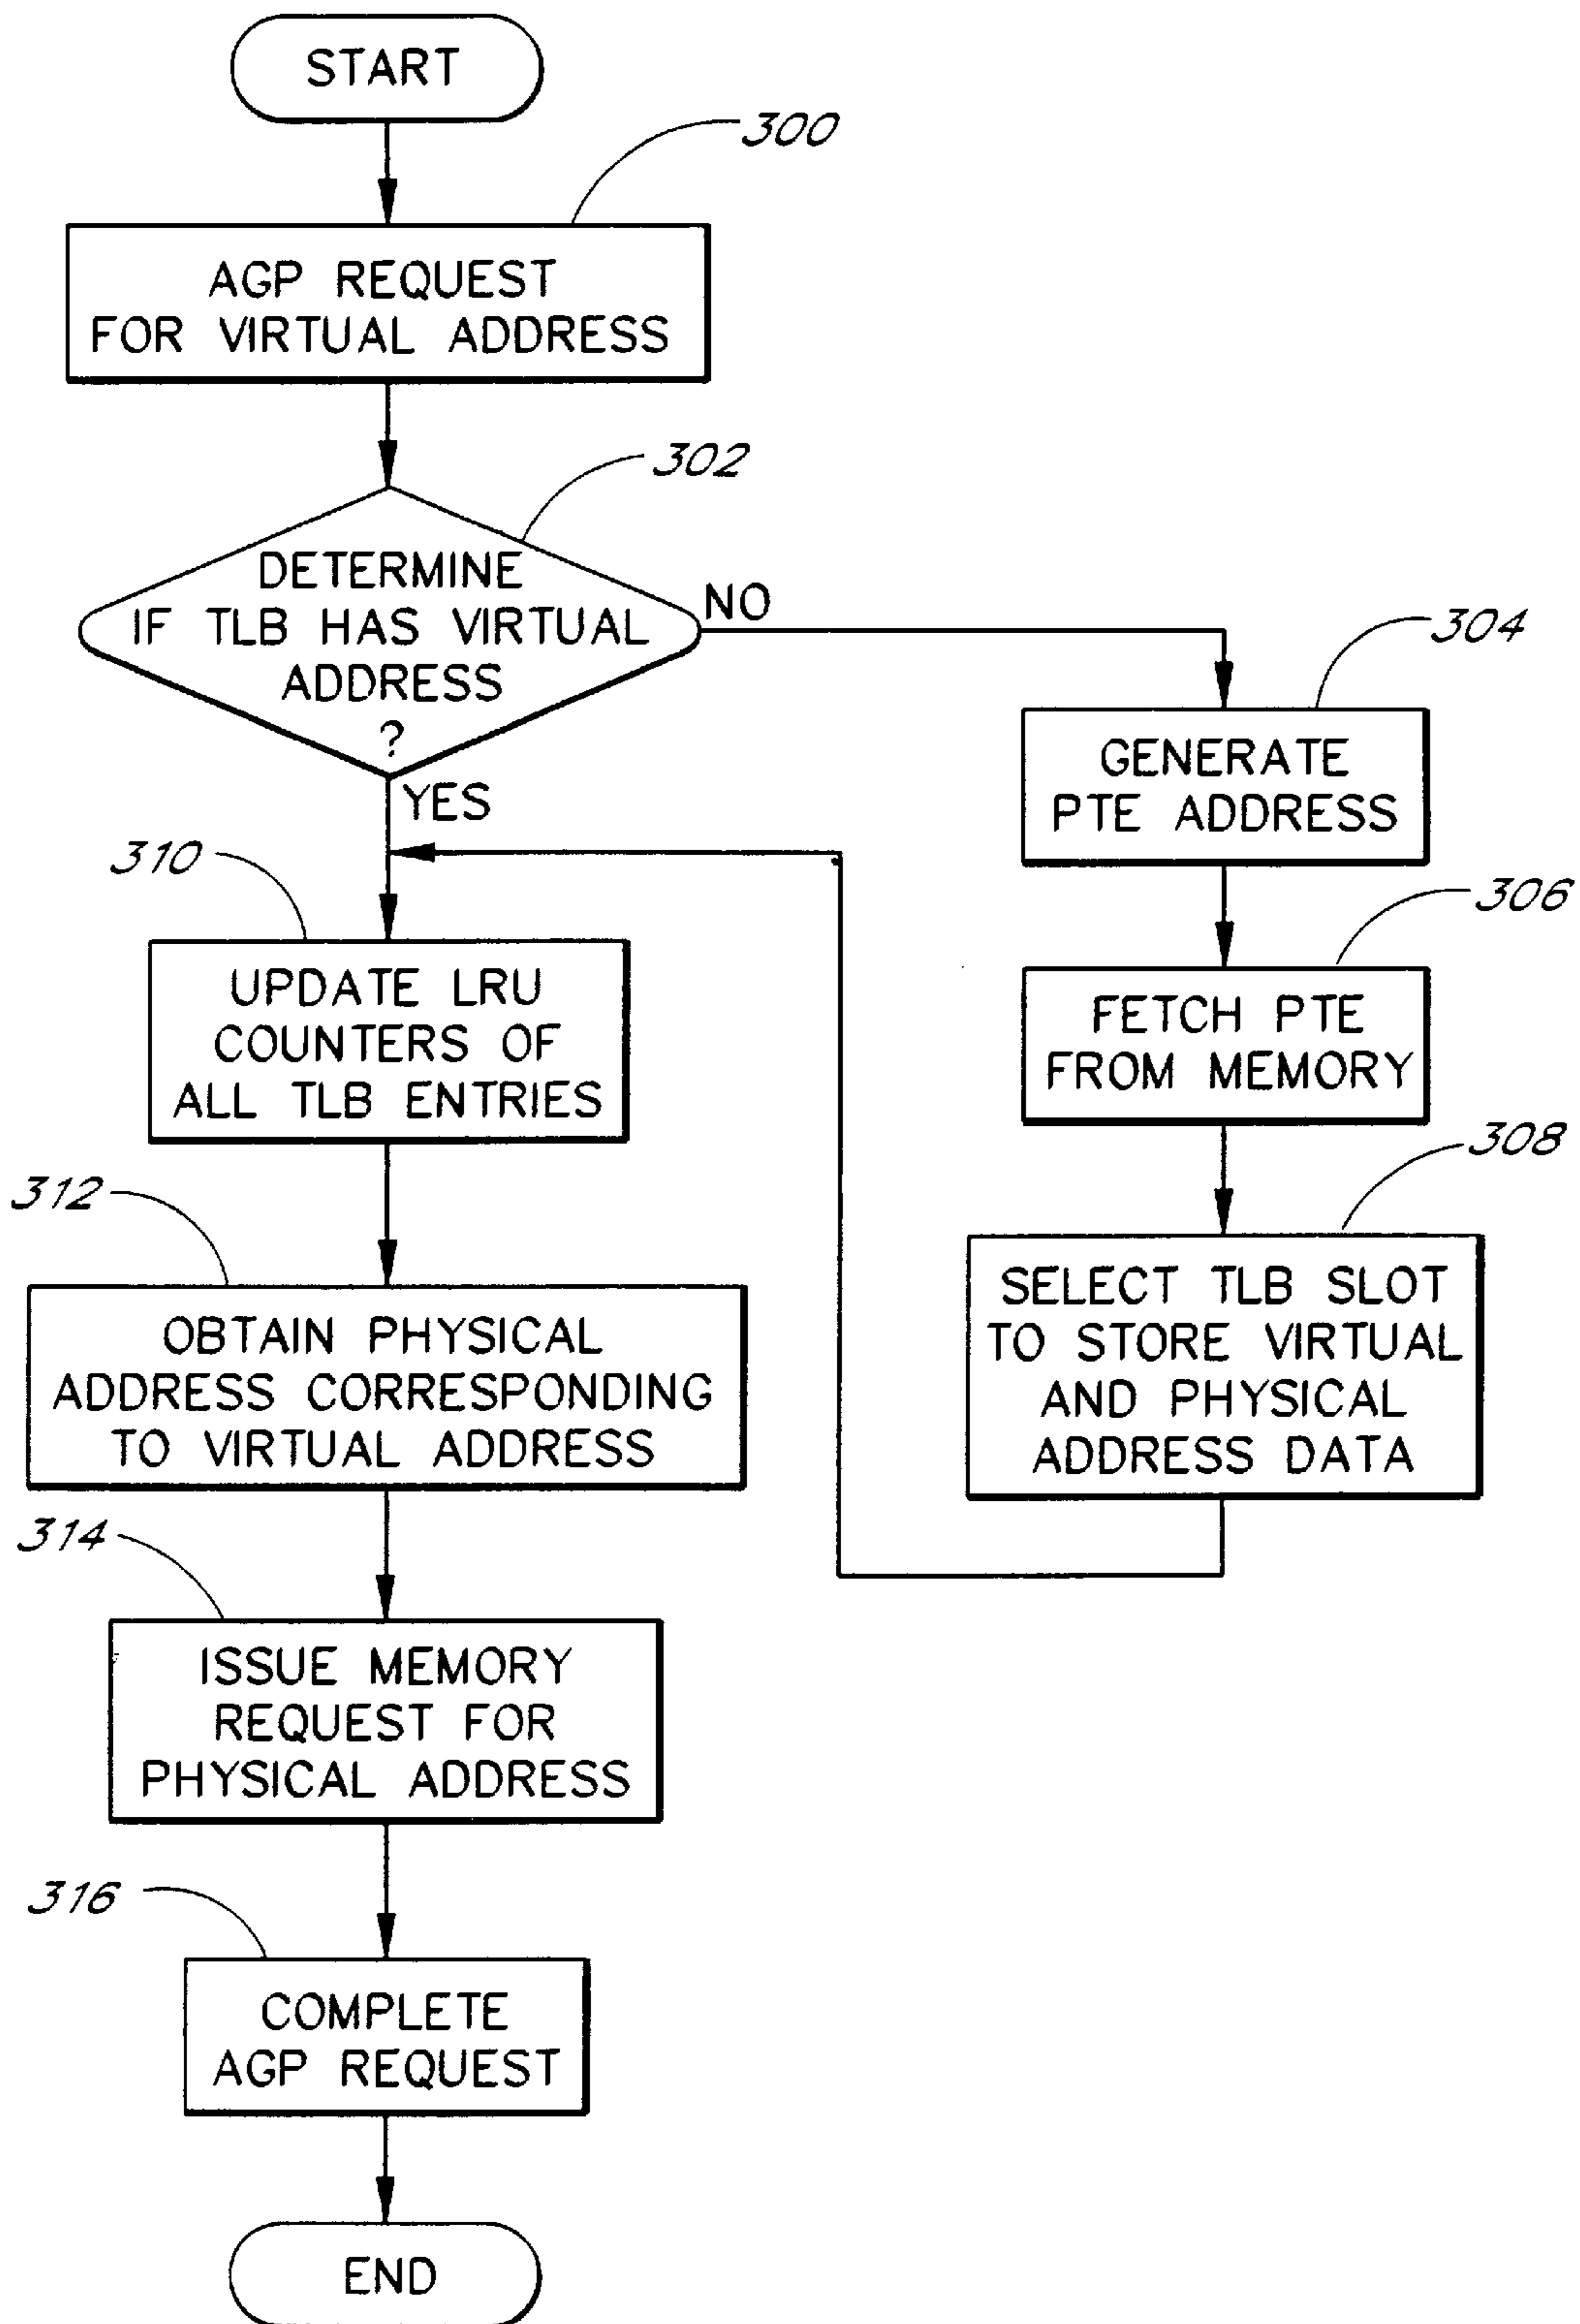 START
300
AGP REQUEST
FOR VIRTUAL ADDRESS
302
DETERMINE
IF TLB HAS VIRTUAL
ADDRESS
?
NO
YES
304
GENERATE
PTE ADDRESS
306
FETCH PTE
FROM MEMORY
308
SELECT TLB SLOT
TO STORE VIRTUAL
AND PHYSICAL
ADDRESS DATA
310
UPDATE LRU
COUNTERS OF
ALL TLB ENTRIES
312
OBTAIN PHYSICAL
ADDRESS CORRESPONDING
TO VIRTUAL ADDRESS
314
ISSUE MEMORY
REQUEST FOR
PHYSICAL ADDRESS
316
COMPLETE
AGP REQUEST
END